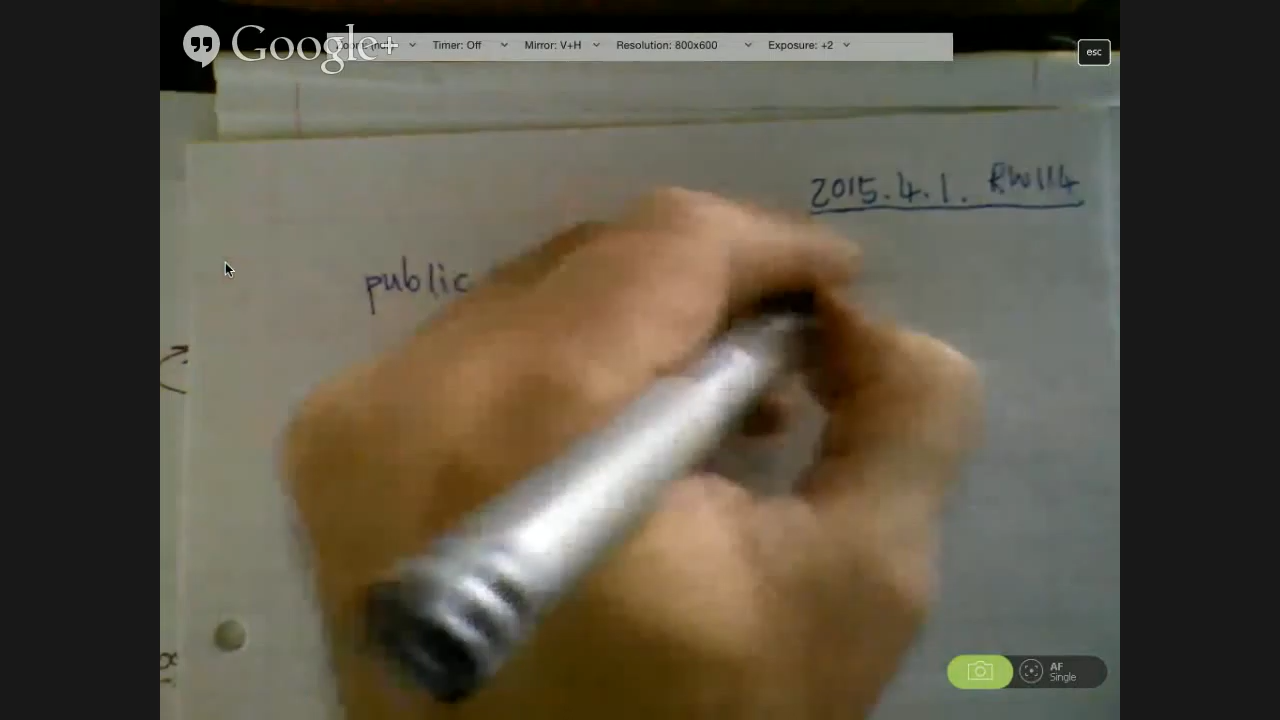 Google+
Timer: Off Mirror: V+H Resolution: 800x600 Exposure: +2
esc
2015.4.1. RW114
public
AF
Single